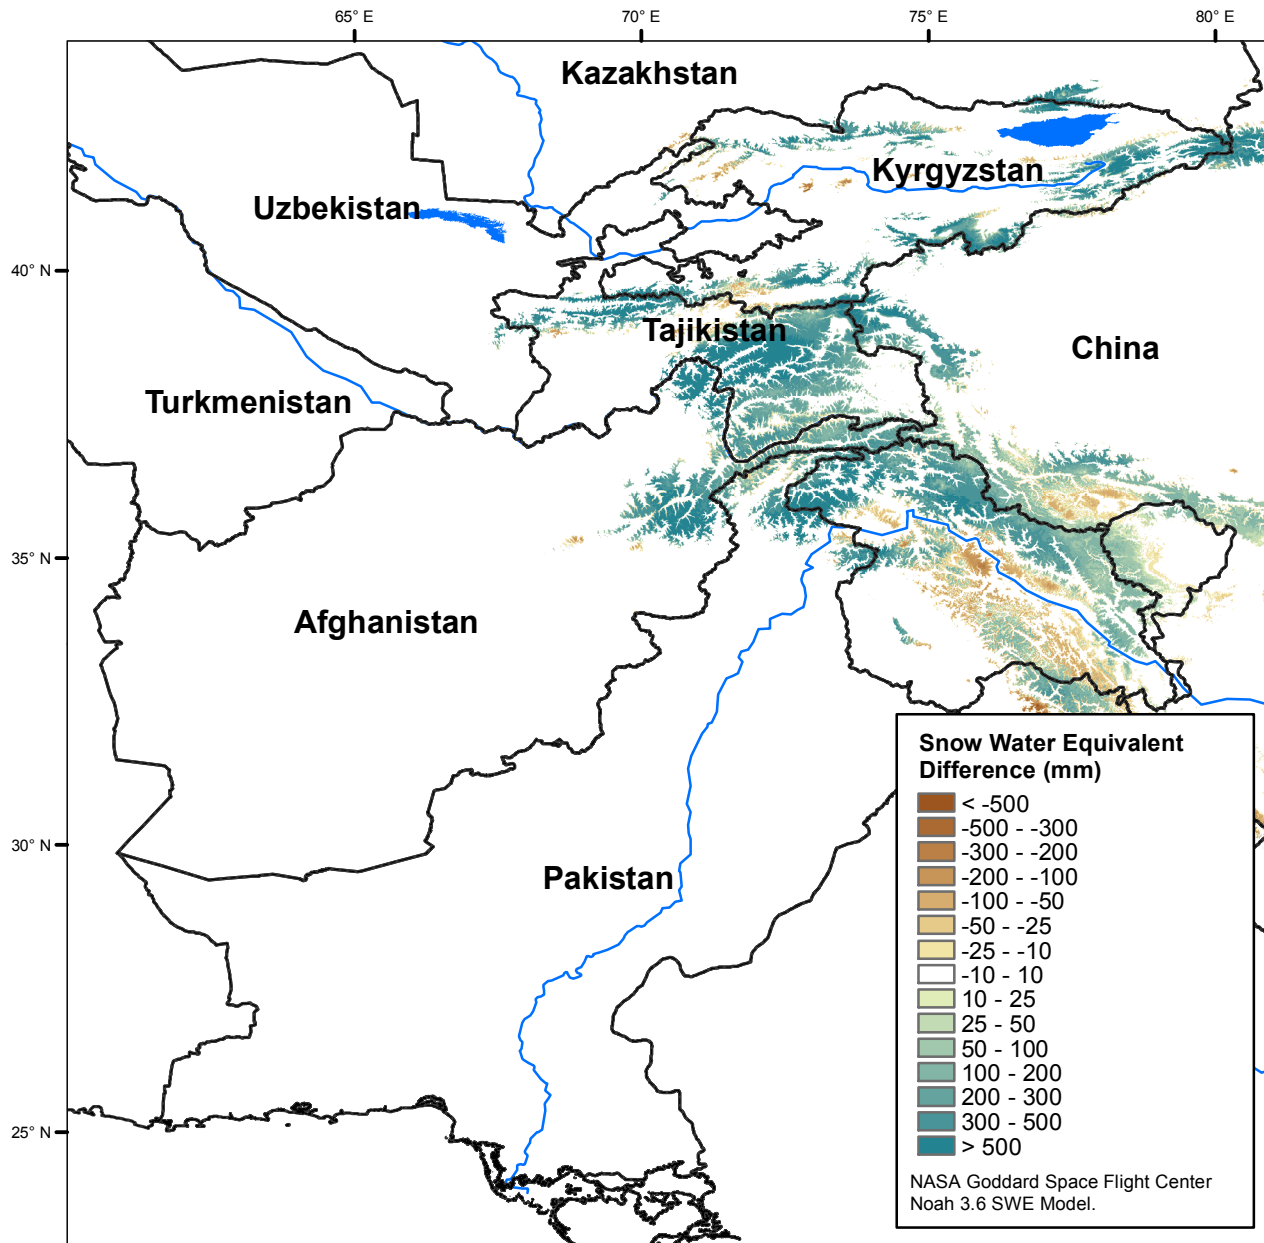 65° E
70° E
75° E
80° E
Kazakhstan
Kyrgyzstan
Uzbekistan
40° N
Tajikistan
China
Turkmenistan
35° N
Afghanistan
30° N
Pakistan
25° N
Snow Water Equivalent
Difference (mm)
< -500
-500 - -300
-300 - -200
-200 - -100
-100 - -50
-50 - -25
-25 - -10
-10 - 10
10 - 25
25 - 50
50 - 100
100 - 200
200 - 300
300 - 500
> 500
NASA Goddard Space Flight Center
Noah 3.6 SWE Model.